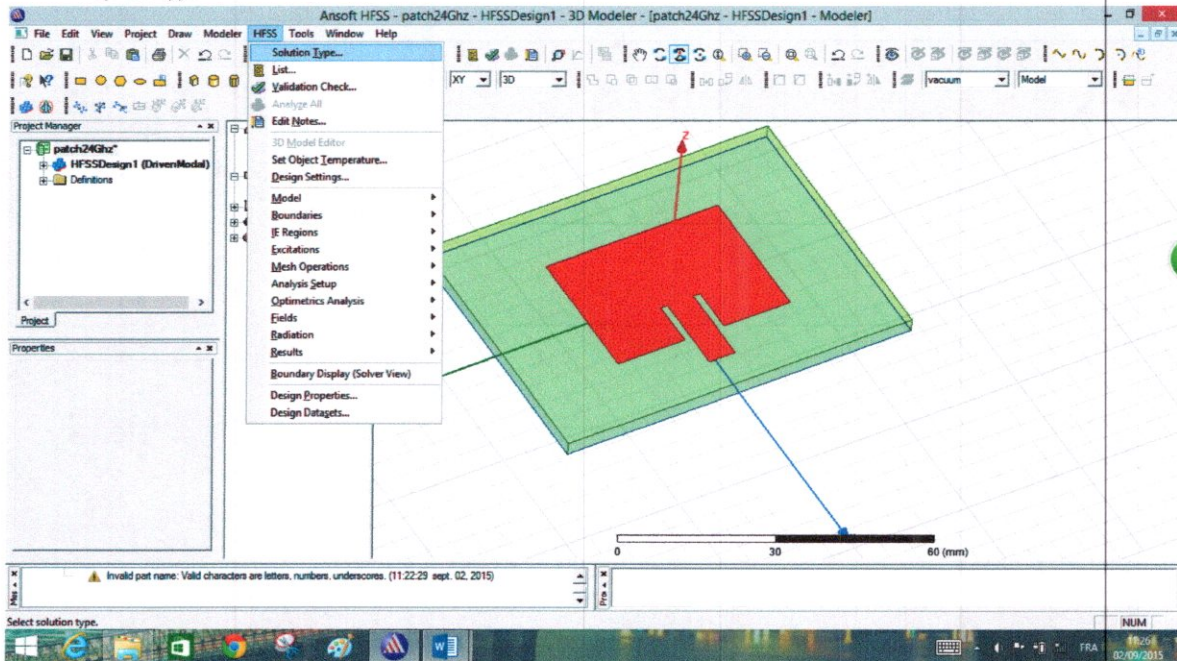 Ansoft HFSS - patch24Ghz - HFSSDesign1 - 3D Modeler - [patch24Ghz - HFSSDesign1 - Modeler]
File Edit View Project Draw Modeler HFSS Tools Window Help
Solution Type...
List...
Validation Check...
Analyze All
Edit Notes...
3D Model Editor
Set Object Temperature...
Design Settings...
Model
Boundaries
IE Regions
Excitations
Mesh Operations
Analysis Setup
Optimetrics Analysis
Fields
Radiation
Results
Boundary Display (Solver View)
Design Properties...
Design Datasets...
XY 3D vacuum Model
Project Manager
patch24Ghz*
HFSSDesign1 (DrivenModal)
Definitions
Project
Properties
Z
0 30 60 (mm)
Invalid part name: Valid characters are letters, numbers, underscores. (11:22:29 sept. 02, 2015)
Select solution type.
NUM
FRA
11:26
02/09/2015